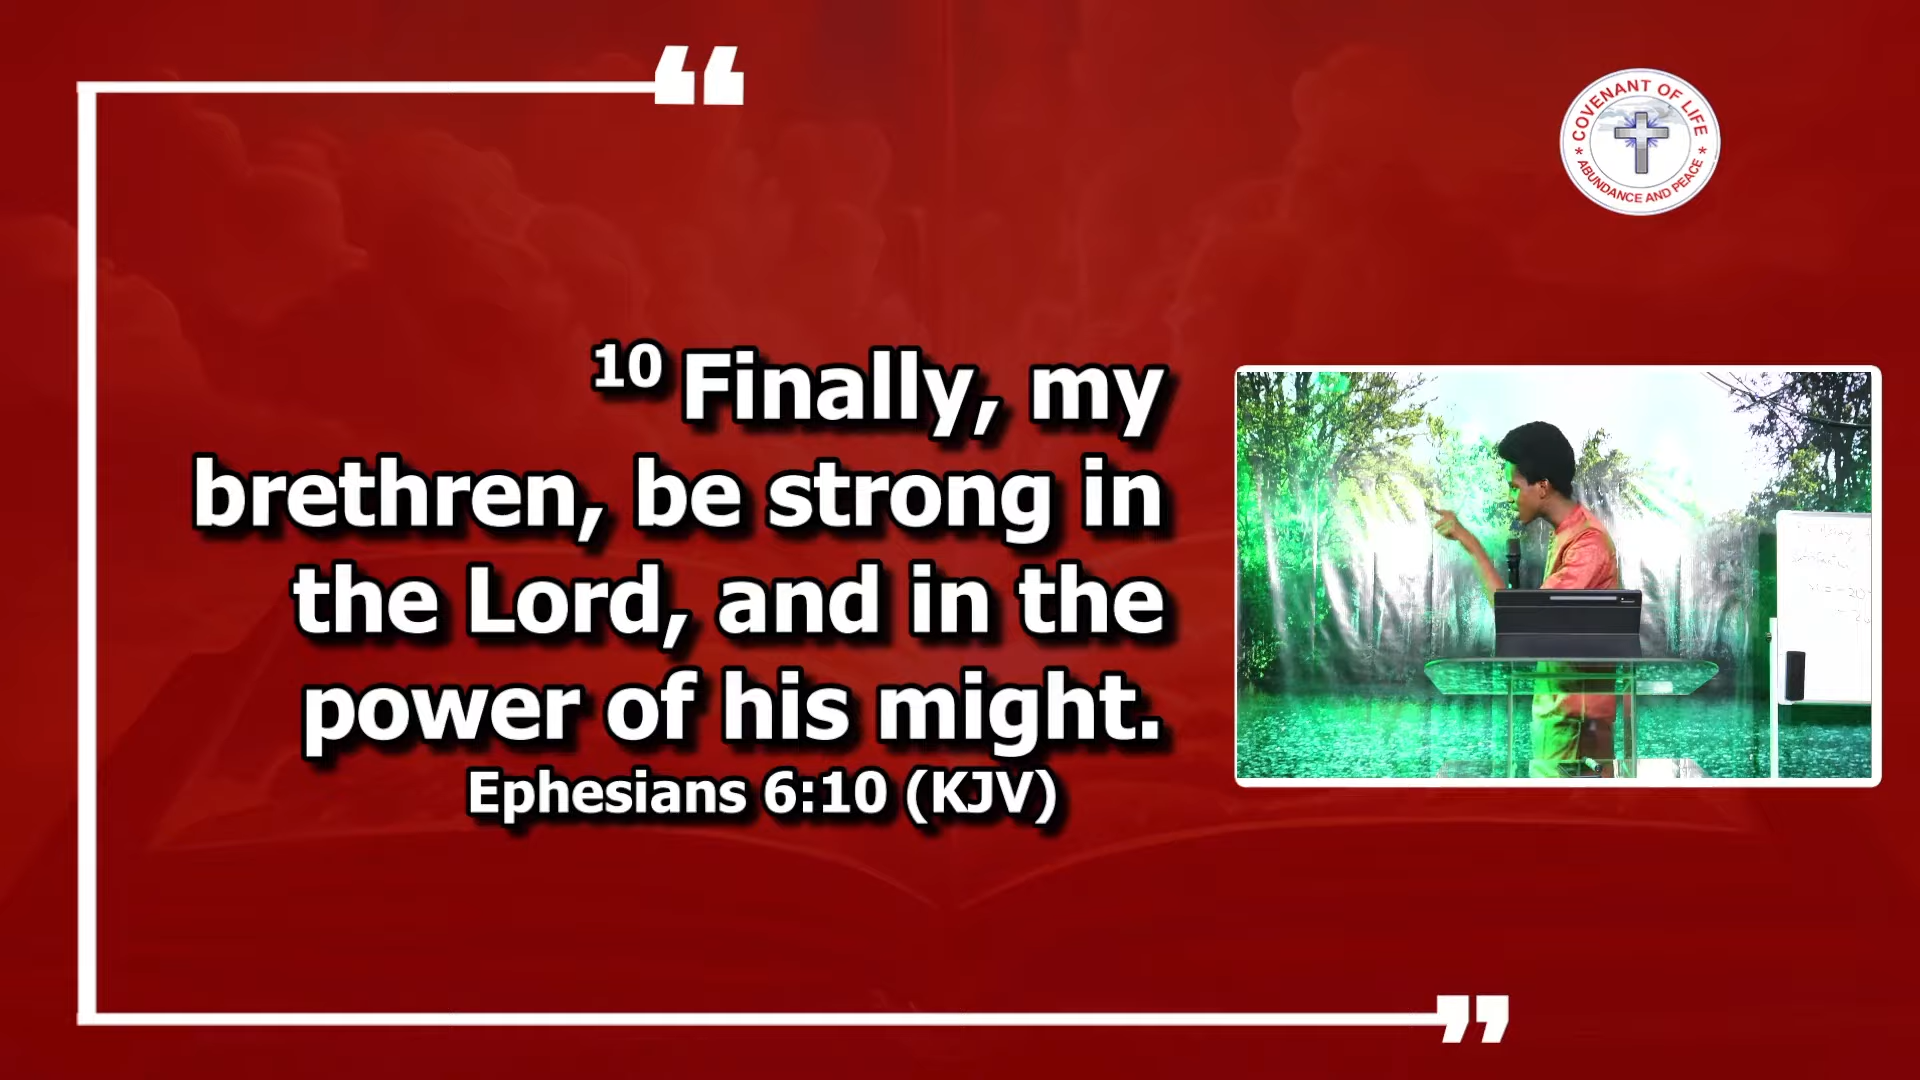 COVENANT OF LIFE
* ABUNDANCE AND PEACE *
10 Finally, my
brethren, be strong in
the Lord, and in the
power of his might.
Ephesians 6:10 (KJV)